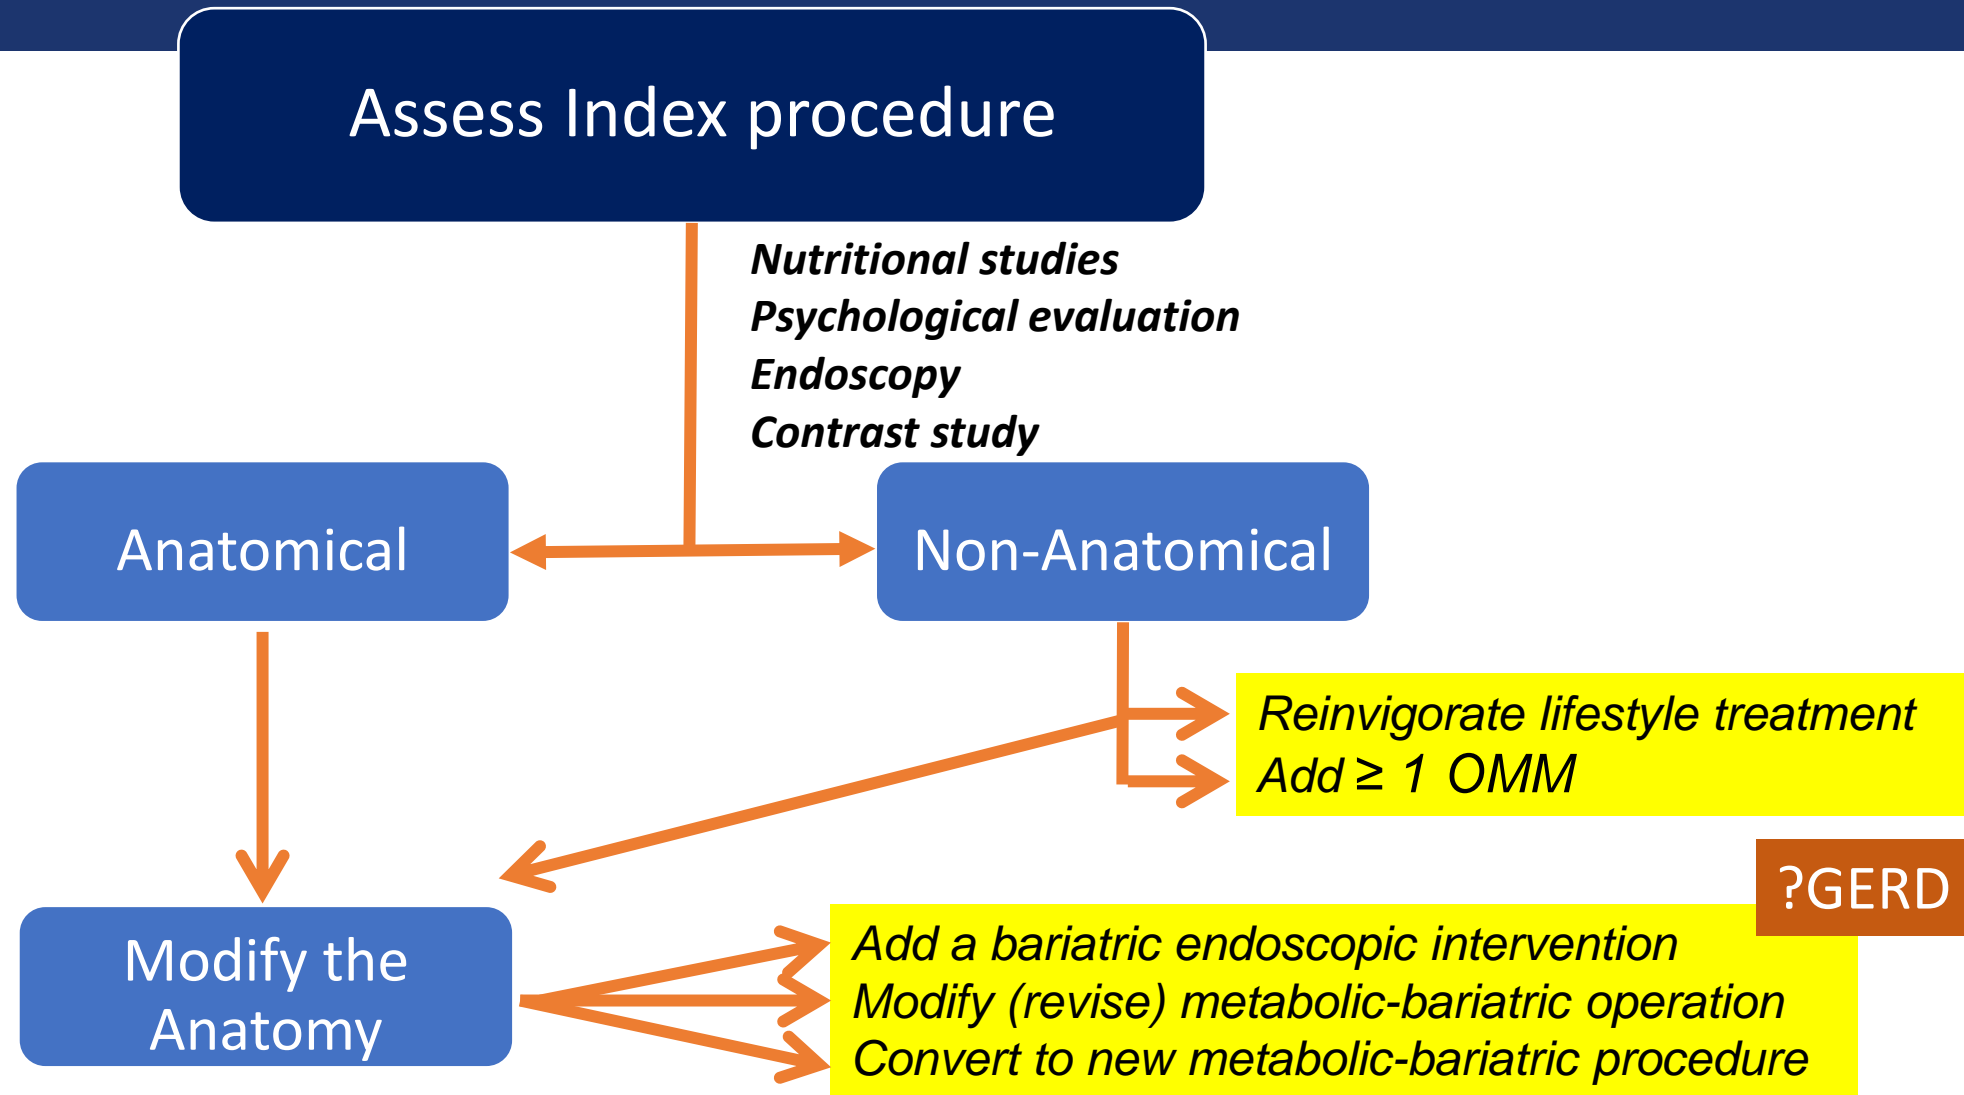 Assess Index procedure
Nutritional studies
Psychological evaluation
Endoscopy
Contrast study
Anatomical
Non-Anatomical
Reinvigorate lifestyle treatment
Add ≥ 1 OMM
?GERD
Modify the
Anatomy
Add a bariatric endoscopic intervention
Modify (revise) metabolic-bariatric operation
Convert to new metabolic-bariatric procedure